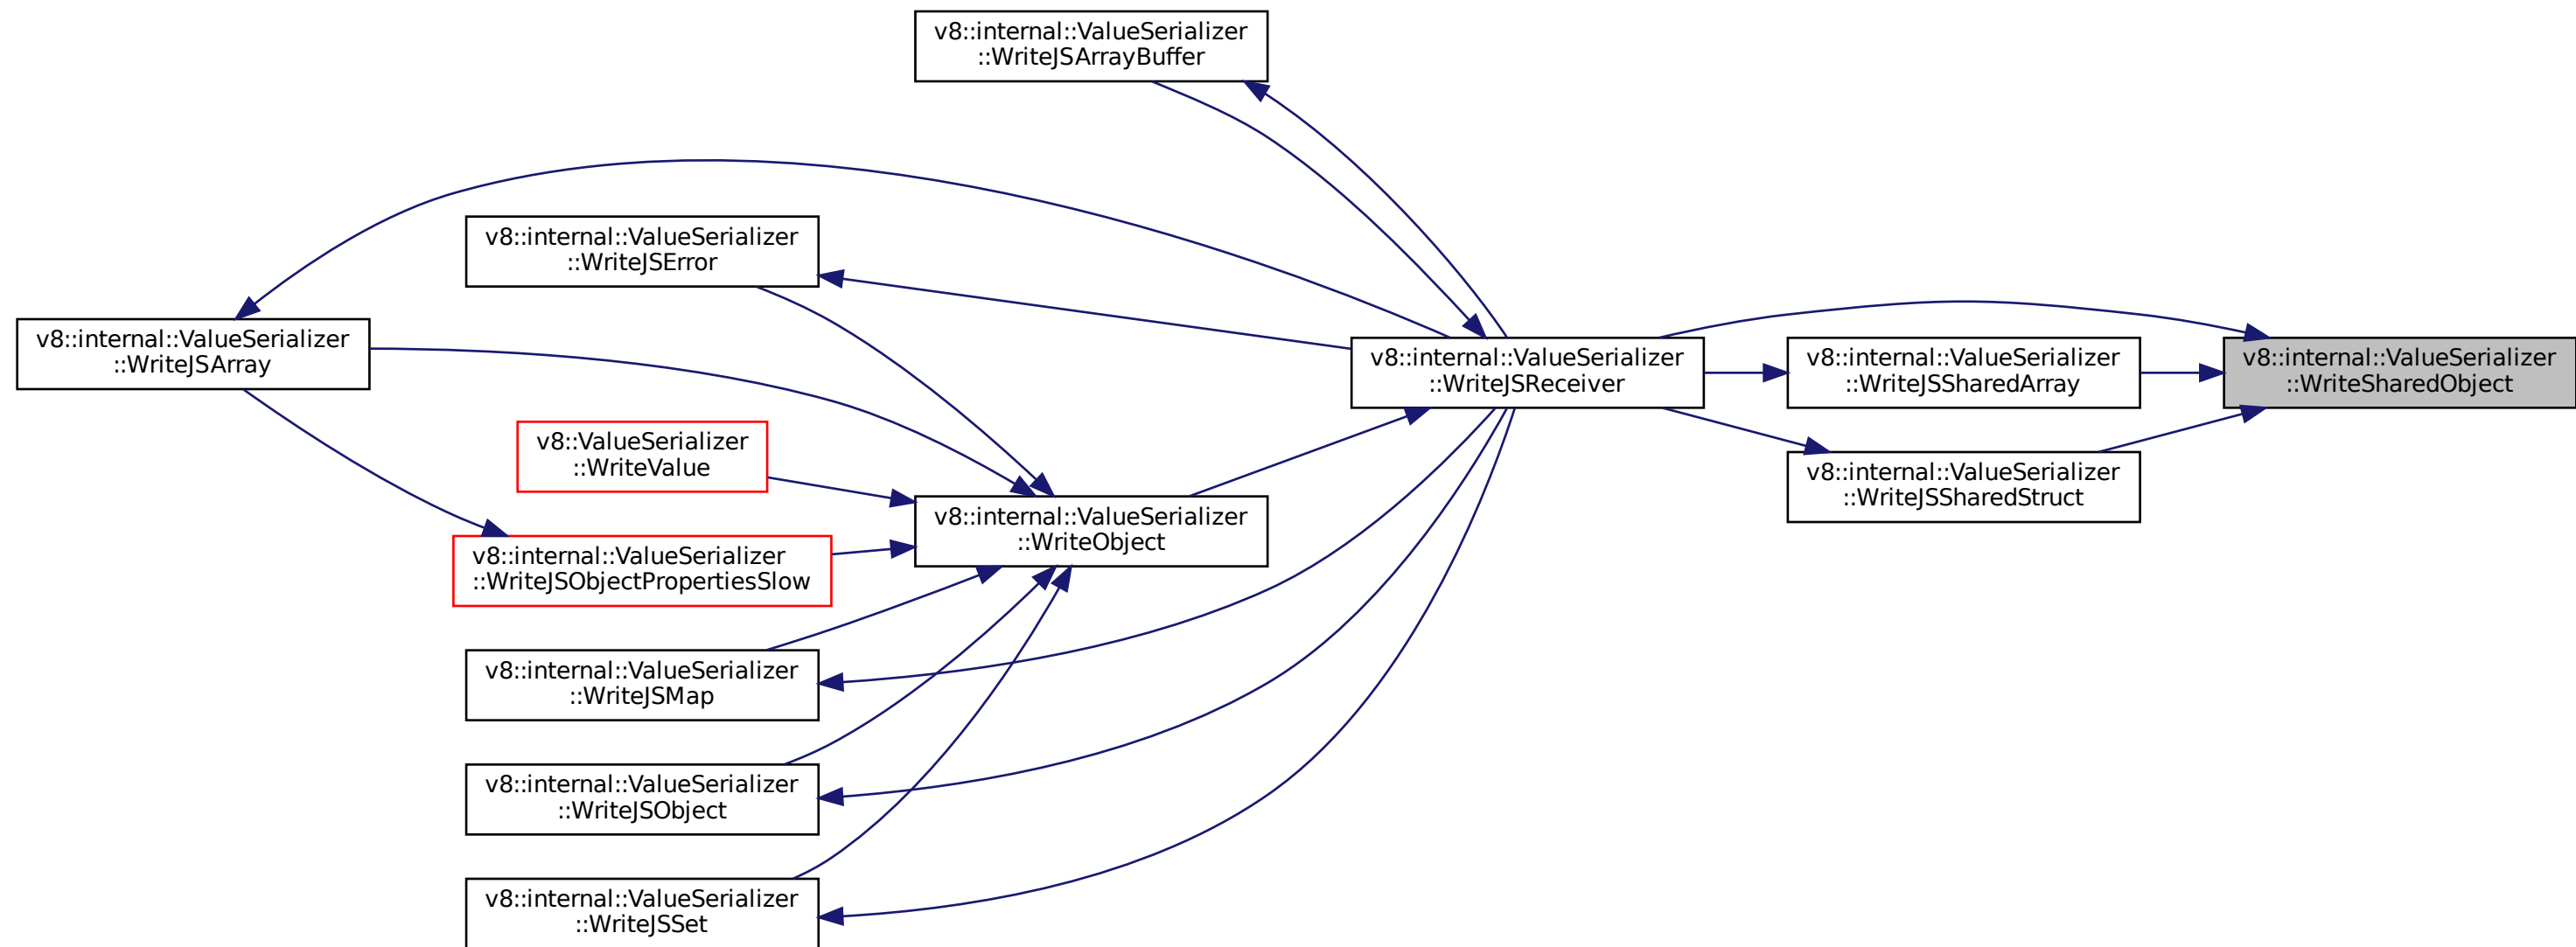 v8::internal::ValueSerializer
::WriteJSArrayBuffer
v8::internal::ValueSerializer
::WriteJSError
v8::internal::ValueSerializer
::WriteJSArray
v8::internal::ValueSerializer
::WriteJSReceiver
v8::internal::ValueSerializer
::WriteJSSharedArray
v8::internal::ValueSerializer
::WriteSharedObject
v8::ValueSerializer
::WriteValue
v8::internal::ValueSerializer
::WriteJSSharedStruct
v8::internal::ValueSerializer
::WriteObject
v8::internal::ValueSerializer
::WriteJSObjectPropertiesSlow
v8::internal::ValueSerializer
::WriteJSMap
v8::internal::ValueSerializer
::WriteJSObject
v8::internal::ValueSerializer
::WriteJSSet